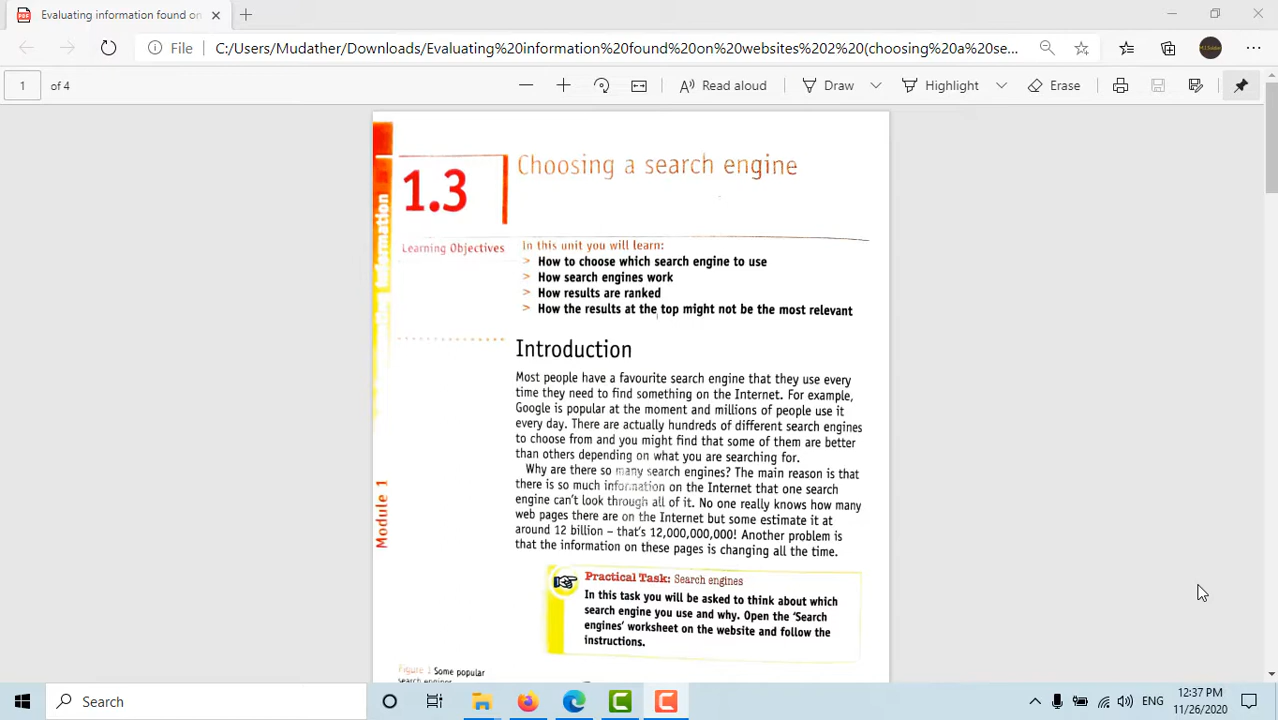 Evaluating information found on
File
C:/Users/Mudather/Downloads/Evaluating%20information%20found%20on%20websites%202%20(choosing%20a%20se...
1
of 4
Read aloud
Draw
Highlight
Erase
Choosing a search engine
1.3
information
Learning Objectives
In this unit you will learn:
> How to choose which search engine to use
> How search engines work
> How results are ranked
> How the results at the top might not be the most relevant
Introduction
Most people have a favourite search engine that they use every
time they need to find something on the Internet. For example,
Google is popular at the moment and millions of people use it
every day. There are actually hundreds of different search engines
to choose from and you might find that some of them are better
than others depending on what you are searching for.
Why are there so many search engines? The main reason is that
there is so much information on the Internet that one search
engine can't look through all of it. No one really knows how many
web pages there are on the Internet but some estimate it at
around 12 billion – that's 12,000,000,000! Another problem is
that the information on these pages is changing all the time.
Module 1
Practical Task: Search engines
In this task you will be asked to think about which
search engine you use and why. Open the 'Search
engines' worksheet on the website and follow the
instructions.
Figure 1 Some popular
search engines
Search
ENG
12:37 PM
11/26/2020